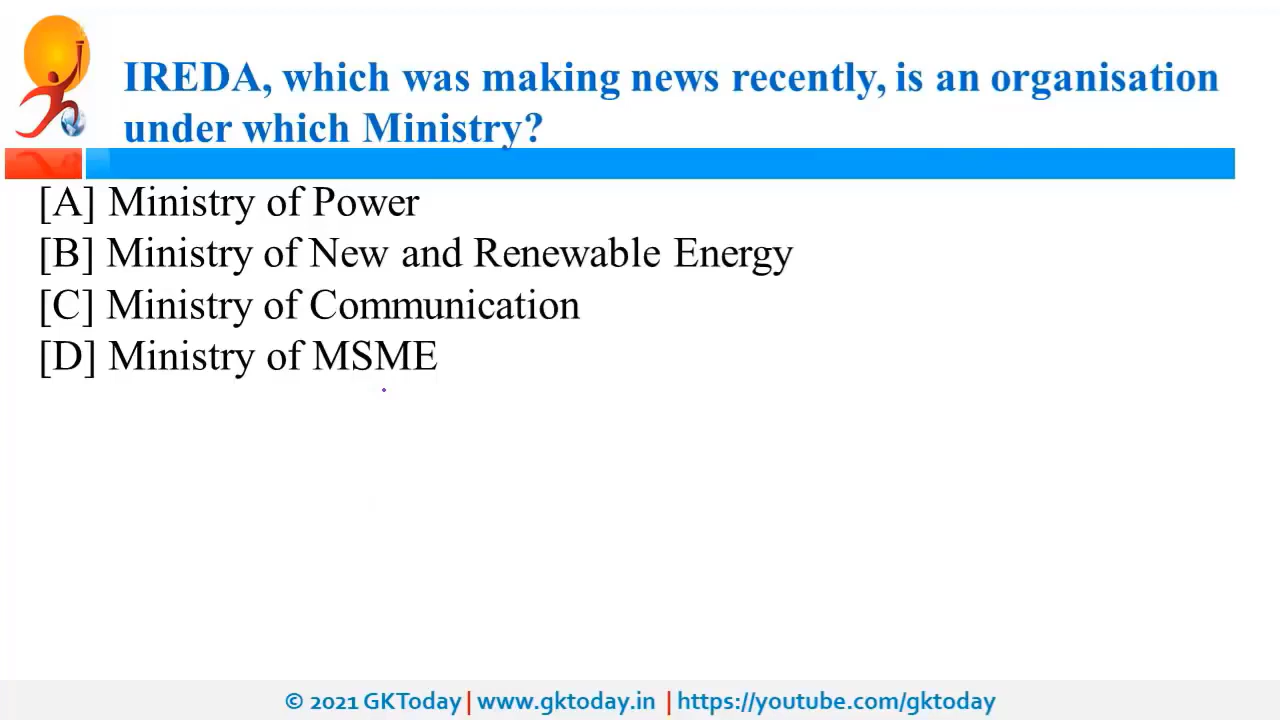 IREDA, which was making news recently, is an organisation
under which Ministry?
[A] Ministry of Power
[B] Ministry of New and Renewable Energy
[C] Ministry of Communication
[D] Ministry of MSME
© 2021 GKToday | www.gktoday.in | https://youtube.com/gktoday